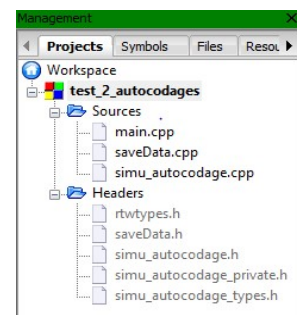 Management
Projects Symbols Files
Workspace
test_2_autocodages
Sources
main.cpp
saveData.cpp
simu_autocodage.cpp
Headers
rtwtypes.h
saveData.h
simu_autocodage.h
simu_autocodage_private.h
simu_autocodage_types.h